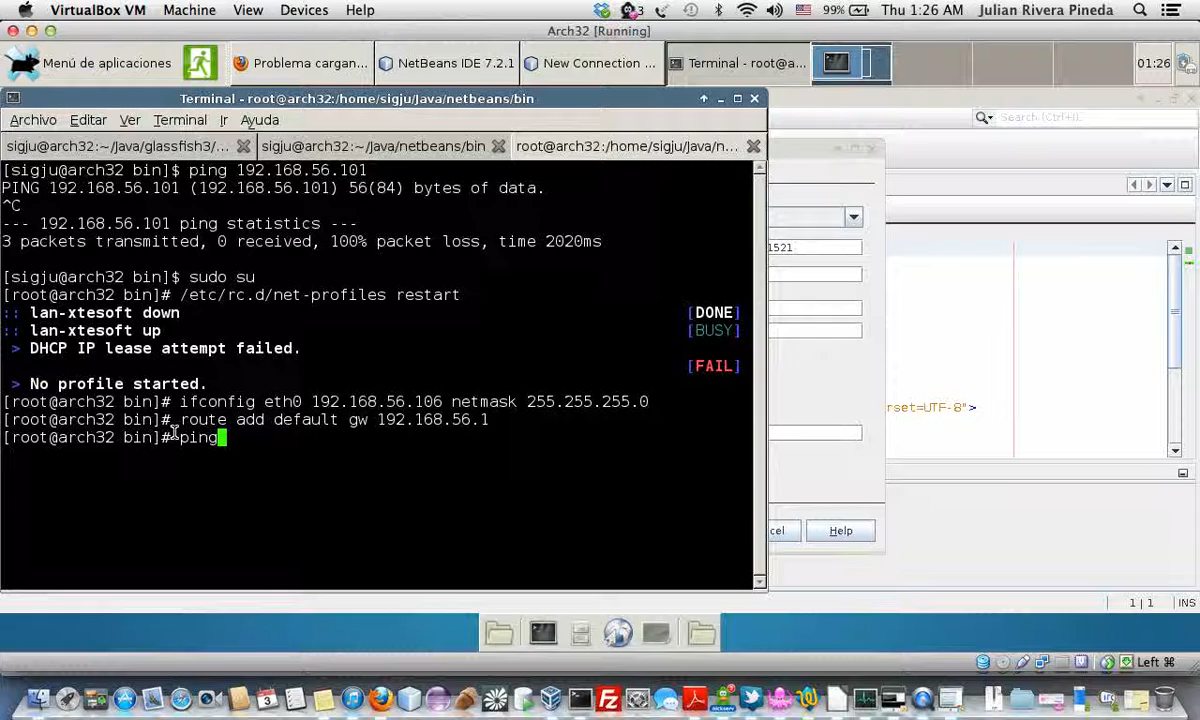 VirtualBox VM Machine View Devices Help 3 99% Thu 1:26 AM Julian Rivera Pineda
Arch32 [Running]
Menú de aplicaciones Problema cargan... NetBeans IDE 7.2.1 New Connection ... Terminal - root@a... 01:26
Terminal - root@arch32:/home/sigju/Java/netbeans/bin
Search (⌘+I)
Archivo Editar Ver Terminal Ir Ayuda
sigju@arch32:~/Java/glassfish3/... sigju@arch32:~/Java/netbeans/bin root@arch32:/home/sigju/Java/n...
[sigju@arch32 bin]$ ping 192.168.56.101
PING 192.168.56.101 (192.168.56.101) 56(84) bytes of data.
^C
--- 192.168.56.101 ping statistics ---
3 packets transmitted, 0 received, 100% packet loss, time 2020ms
[sigju@arch32 bin]$ sudo su
[root@arch32 bin]# /etc/rc.d/net-profiles restart
:: lan-xtesoft down [DONE]
:: lan-xtesoft up [BUSY]
> DHCP IP lease attempt failed.
[FAIL]
> No profile started.
[root@arch32 bin]# ifconfig eth0 192.168.56.106 netmask 255.255.255.0
[root@arch32 bin]# route add default gw 192.168.56.1
[root@arch32 bin]# ping
1521
rset=UTF-8">
cel Help
1 | 1 INS
Left ⌘